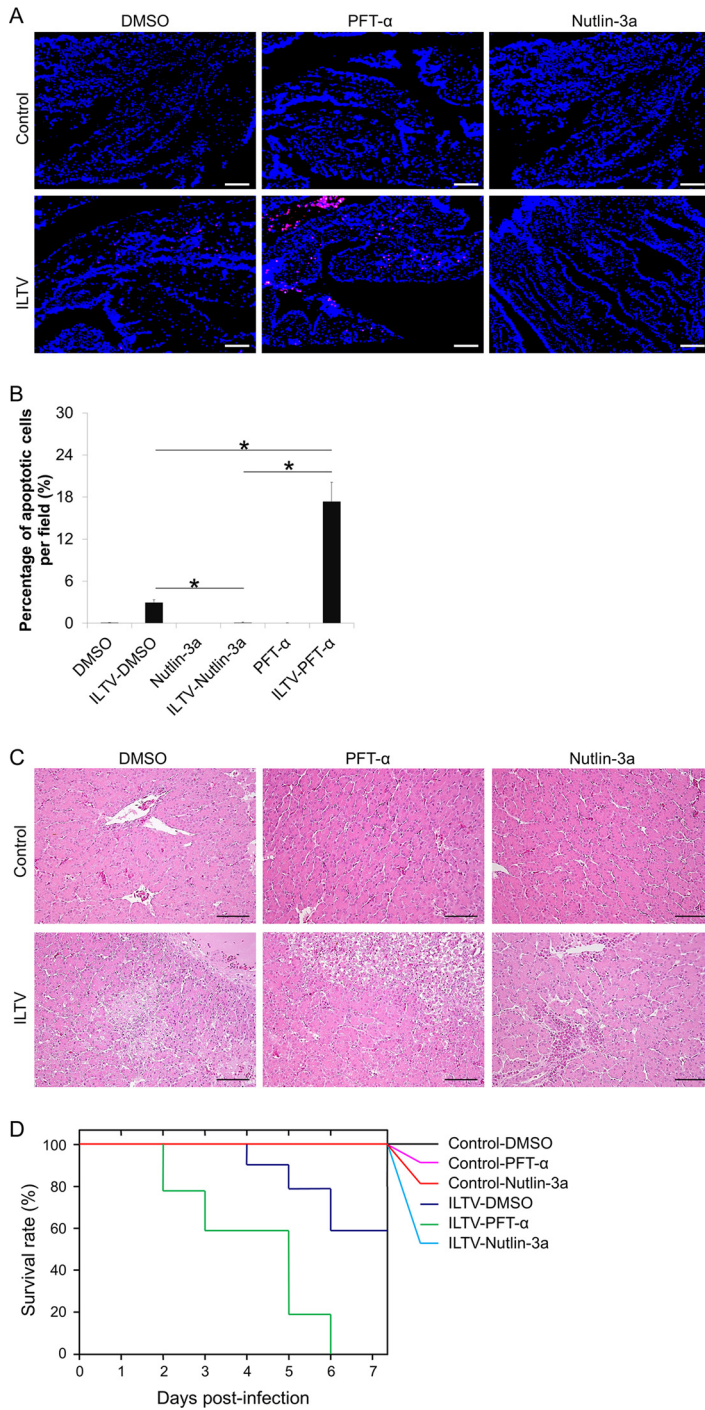 A
DMSO PFT-α Nutlin-3a
Control
ILTV
B
Percentage of apoptotic cells
per field (%)
30
24
18
12
6
0
* * *
DMSO ILTV-DMSO Nutlin-3a ILTV-Nutlin-3a PFT-α ILTV-PFT-α
C
DMSO PFT-α Nutlin-3a
Control
ILTV
D
Survival rate (%)
100
80
60
40
20
0
0 1 2 3 4 5 6 7
Days post-infection
Control-DMSO
Control-PFT-α
Control-Nutlin-3a
ILTV-DMSO
ILTV-PFT-α
ILTV-Nutlin-3a